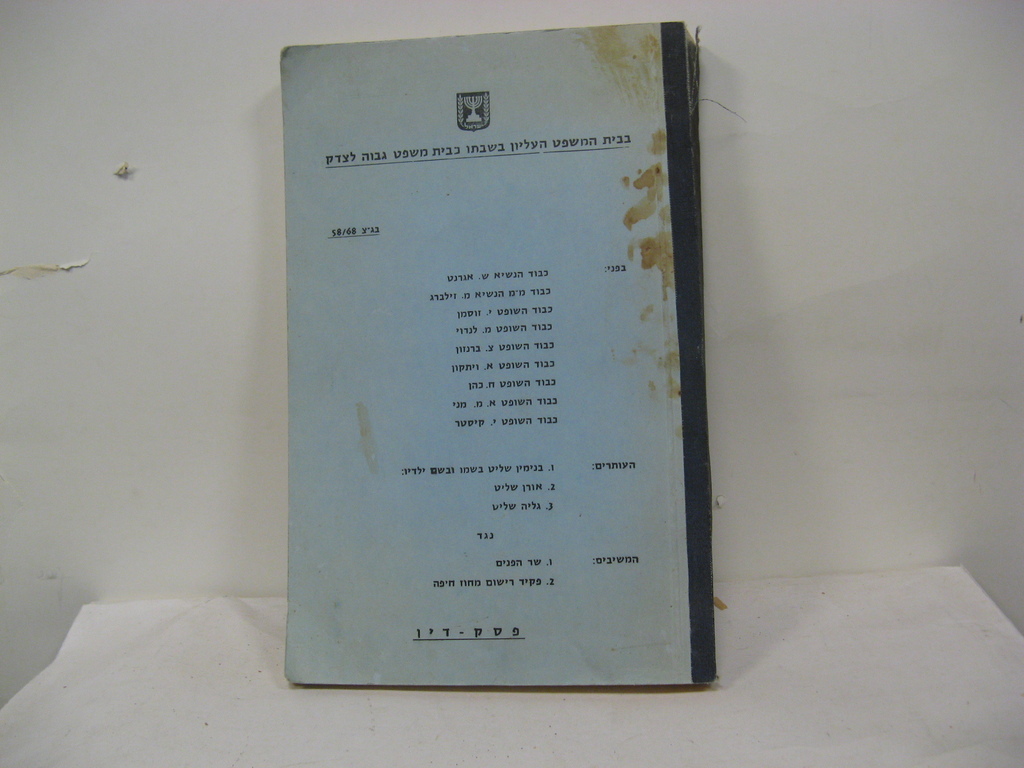 ישראל
בבית המשפט העליון בשבתו כבית משפט גבוה לצדק
בג״צ 58/68
בפני: כבוד הנשיא ש. אגרנט
כבוד מ״מ הנשיא מ. זילברג
כבוד השופט י. זוסמן
כבוד השופט מ. לנדוי
כבוד השופט צ. ברנזון
כבוד השופט א. ויתקון
כבוד השופט ח. כהן
כבוד השופט א. מ. מני
כבוד השופט י. קיסטר
העותרים: 1. בנימין שליט בשמו ובשם ילדיו:
2. אורן שליט
3. גליה שליט
נגד
המשיבים: 1. שר הפנים
2. פקיד רישום מחוז חיפה
פסק - דין